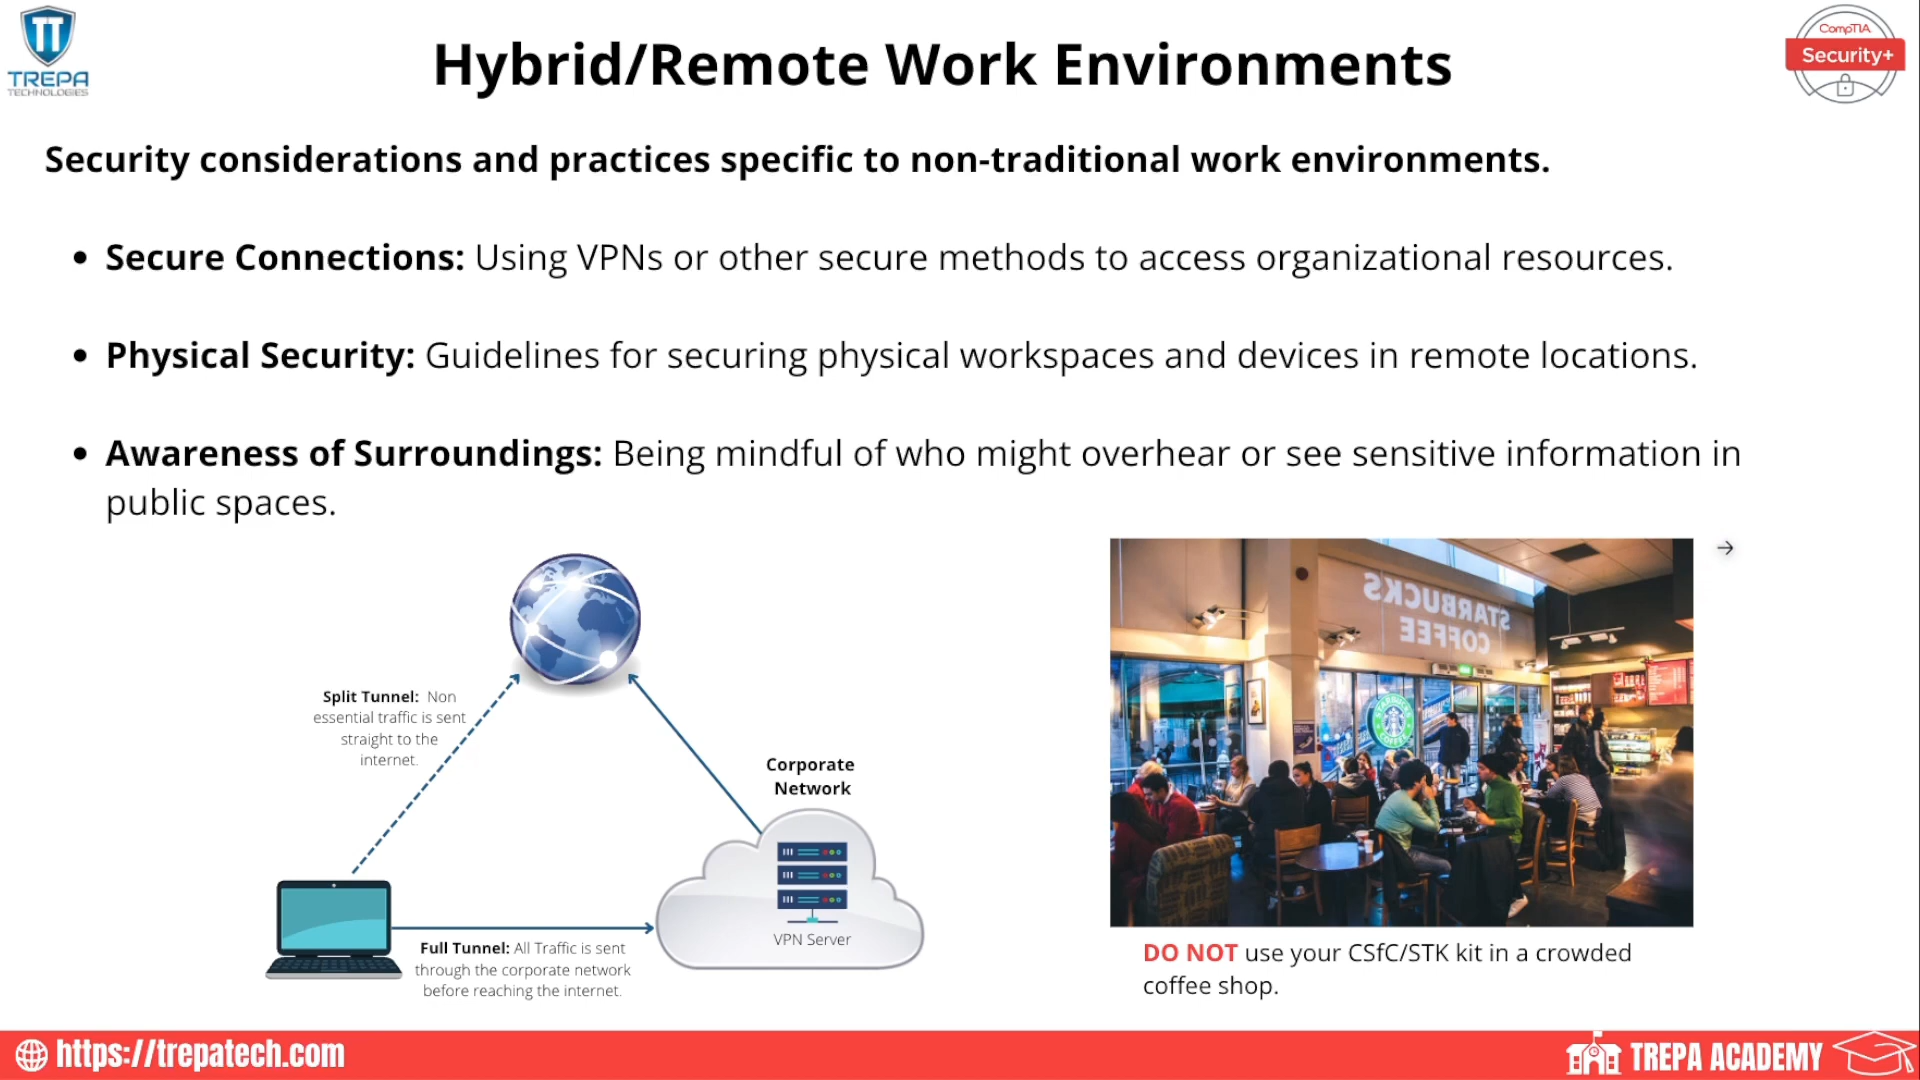 TT
TREPA
TECHNOLOGIES
Hybrid/Remote Work Environments
CompTIA
Security+
Security considerations and practices specific to non-traditional work environments.
• Secure Connections: Using VPNs or other secure methods to access organizational resources.
• Physical Security: Guidelines for securing physical workspaces and devices in remote locations.
• Awareness of Surroundings: Being mindful of who might overhear or see sensitive information in
public spaces.
Split Tunnel: Non
essential traffic is sent
straight to the
internet.
Corporate
Network
VPN Server
Full Tunnel: All Traffic is sent
through the corporate network
before reaching the internet.
STARBUCKS
COFFEE
STARBUCKS
COFFEE
DO NOT use your CSfC/STK kit in a crowded
coffee shop.
https://trepatech.com
TREPA ACADEMY